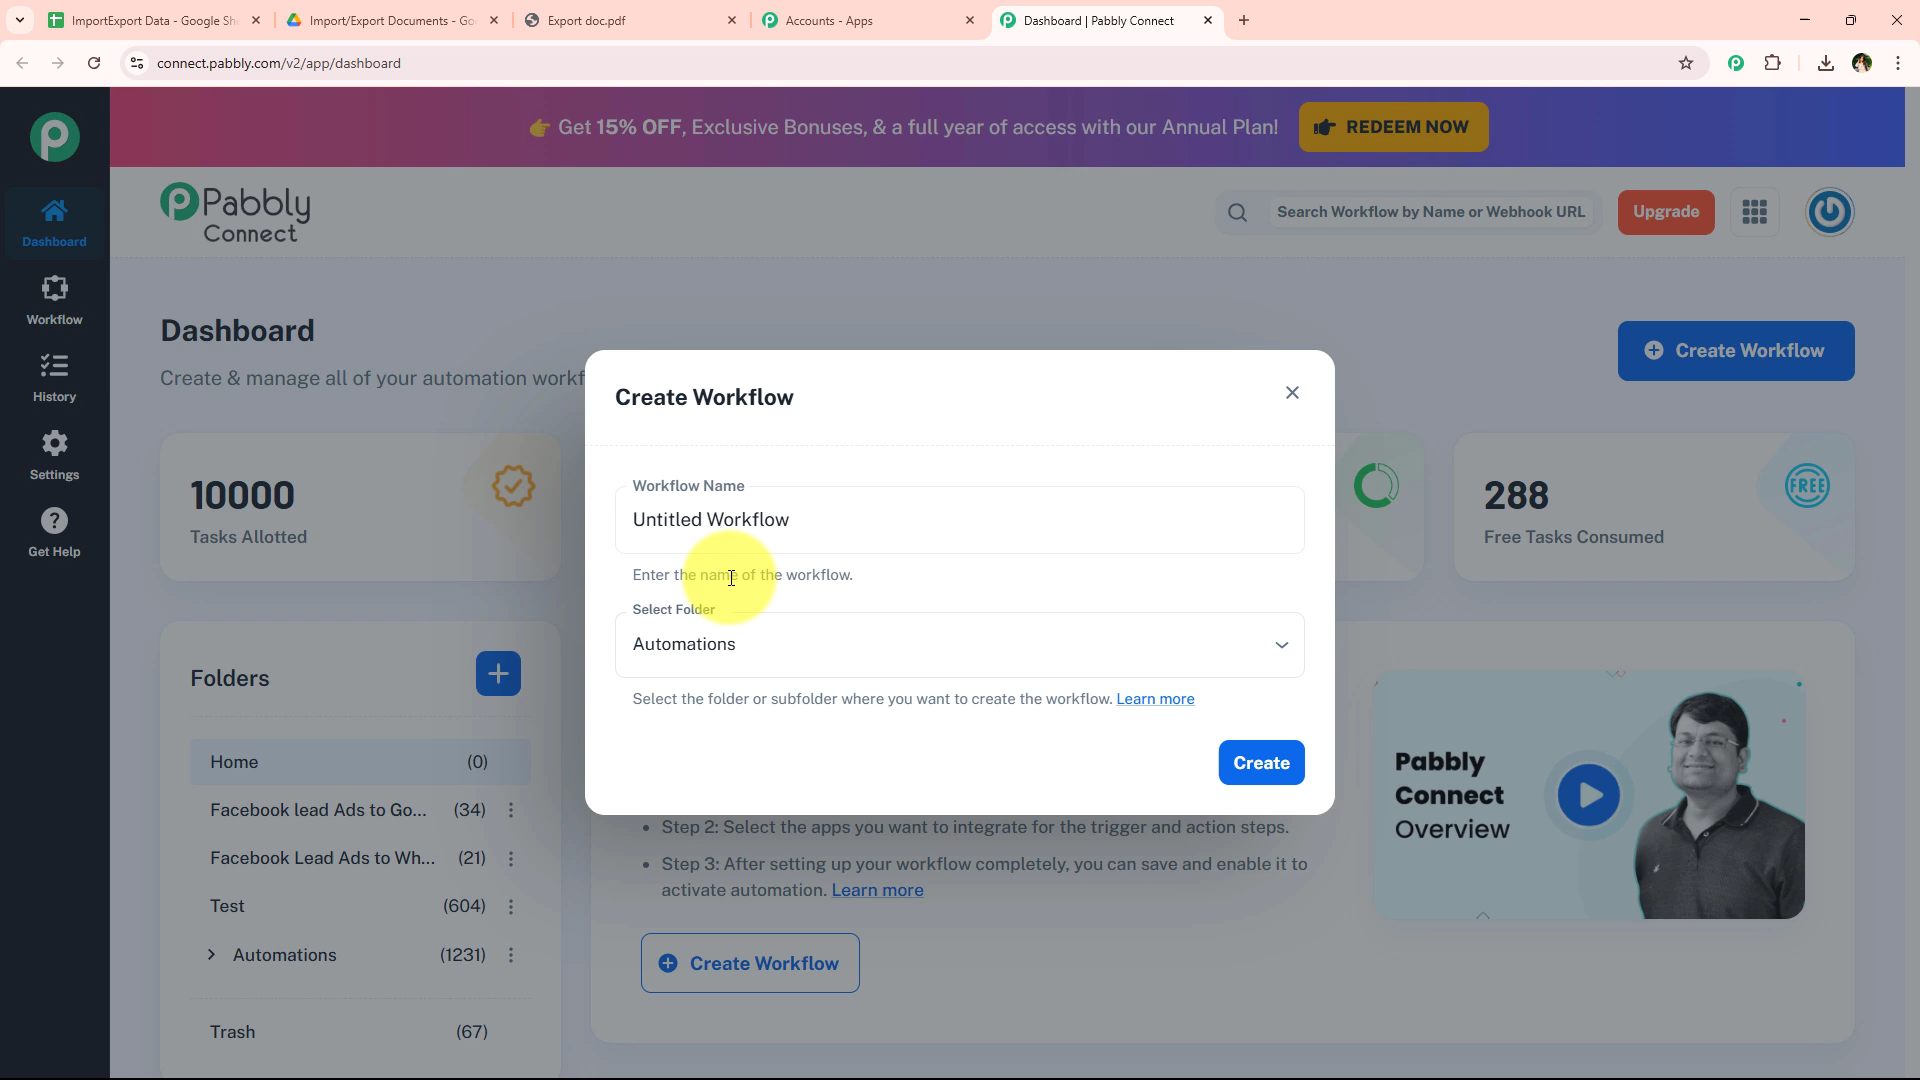 ImportExport Data - Google She
Import/Export Documents - Goo
Export doc.pdf
Accounts - Apps
Dashboard | Pabbly Connect
connect.pabbly.com/v2/app/dashboard
Get 15% OFF, Exclusive Bonuses, & a full year of access with our Annual Plan!
REDEEM NOW
Pabbly
Connect
Search Workflow by Name or Webhook URL
Upgrade
Dashboard
Workflow
History
Settings
Get Help
Dashboard
Create & manage all of your automation workf
Create Workflow
10000
Tasks Allotted
288
Free Tasks Consumed
FREE
Create Workflow
Workflow Name
Untitled Workflow
Enter the name of the workflow.
Select Folder
Automations
Select the folder or subfolder where you want to create the workflow. Learn more
Create
Folders
Home (0)
Facebook lead Ads to Go... (34)
Facebook Lead Ads to Wh... (21)
Test (604)
Automations (1231)
Trash (67)
Step 2: Select the apps you want to integrate for the trigger and action steps.
Step 3: After setting up your workflow completely, you can save and enable it to
activate automation. Learn more
Create Workflow
Pabbly
Connect
Overview